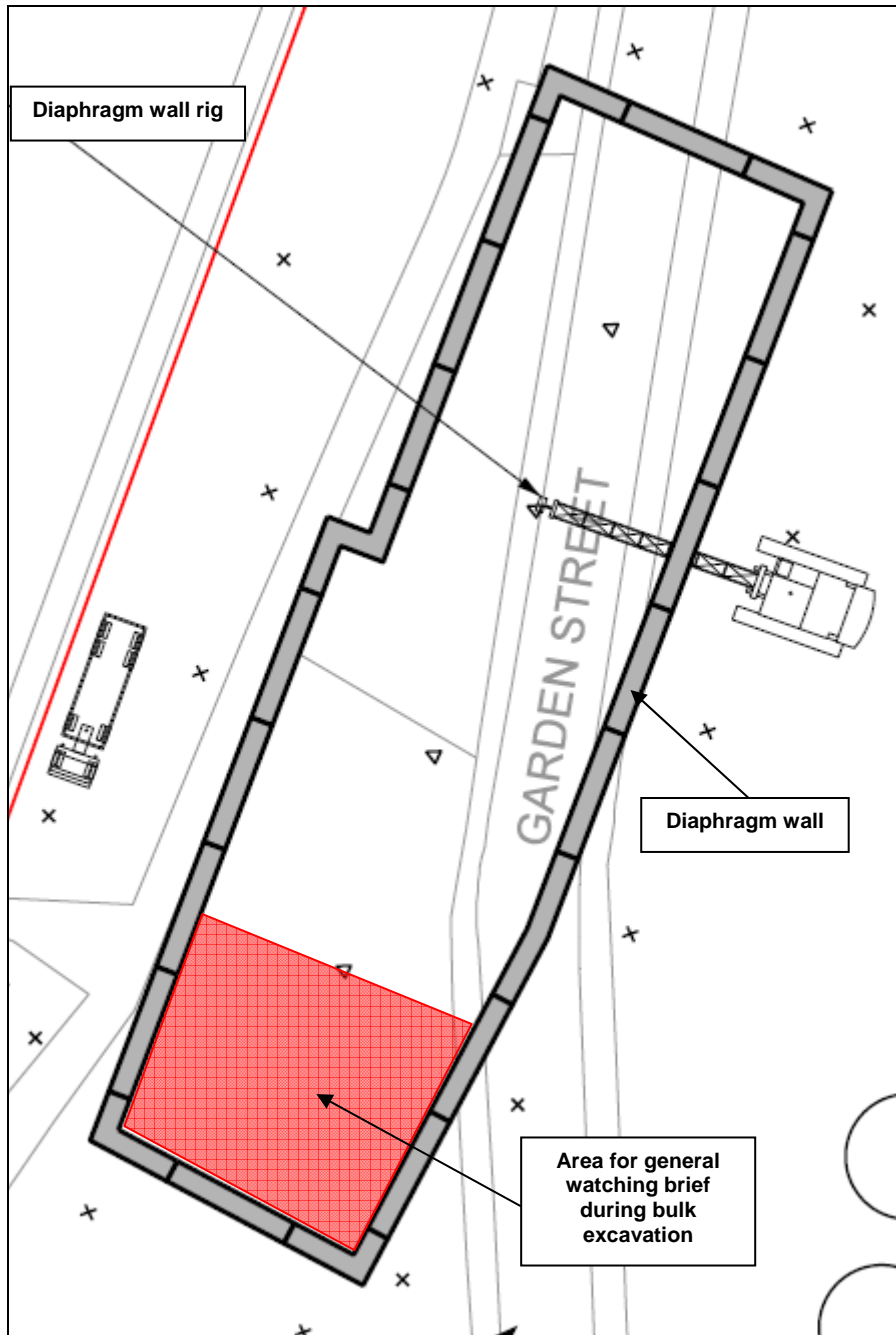 Diaphragm wall rig
GARDEN STREET
Diaphragm wall
Area for general
watching brief
during bulk
excavation